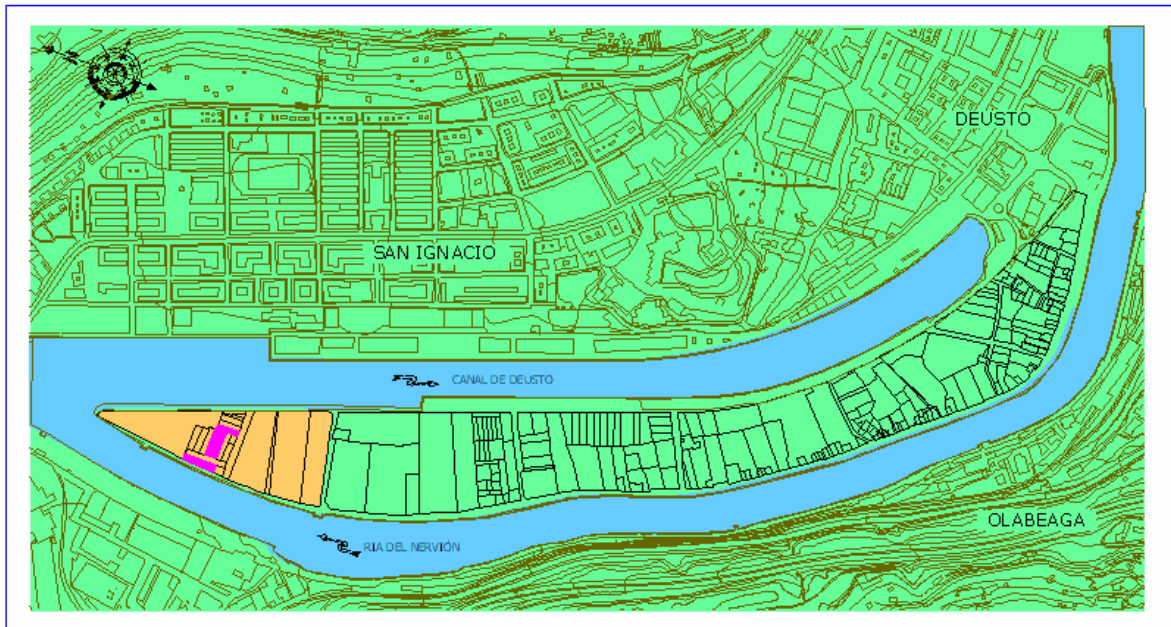 DEUSTO
SAN IGNACIO
CANAL DE DEUSTO
OLABEAGA
RIA DEL NERVIÓN